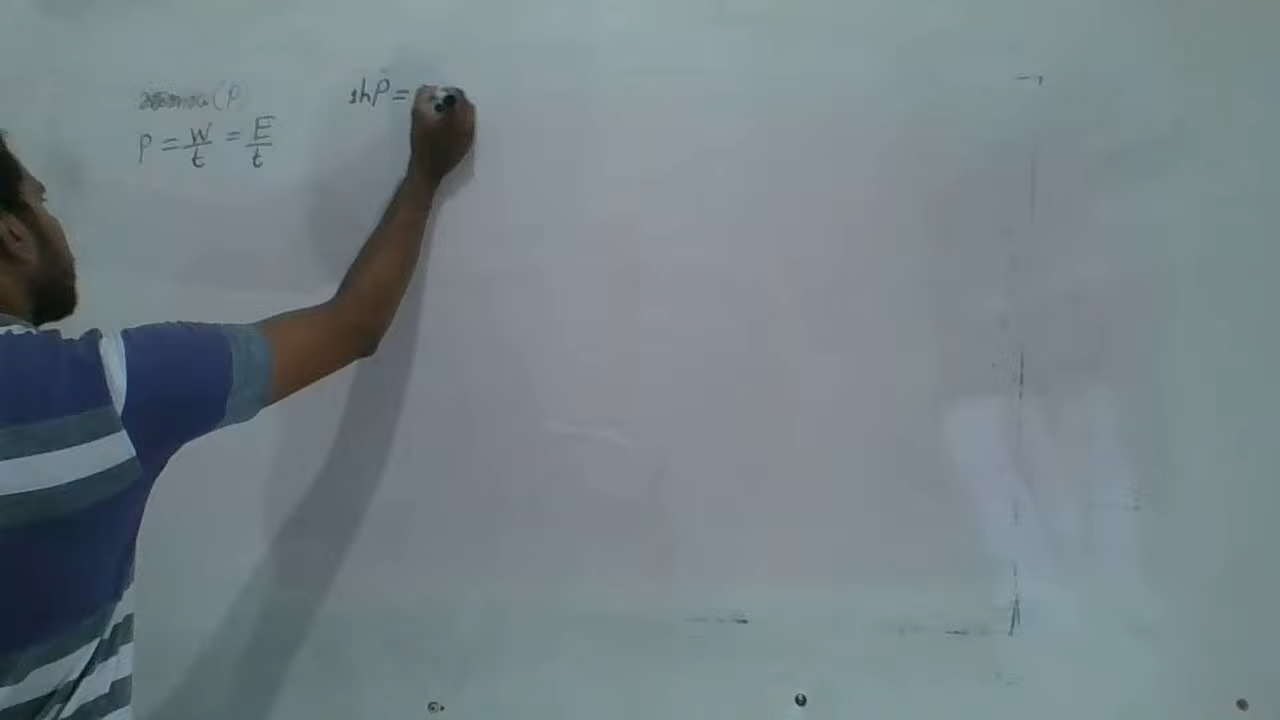 (P)
P = W/t = E/t
1hP =